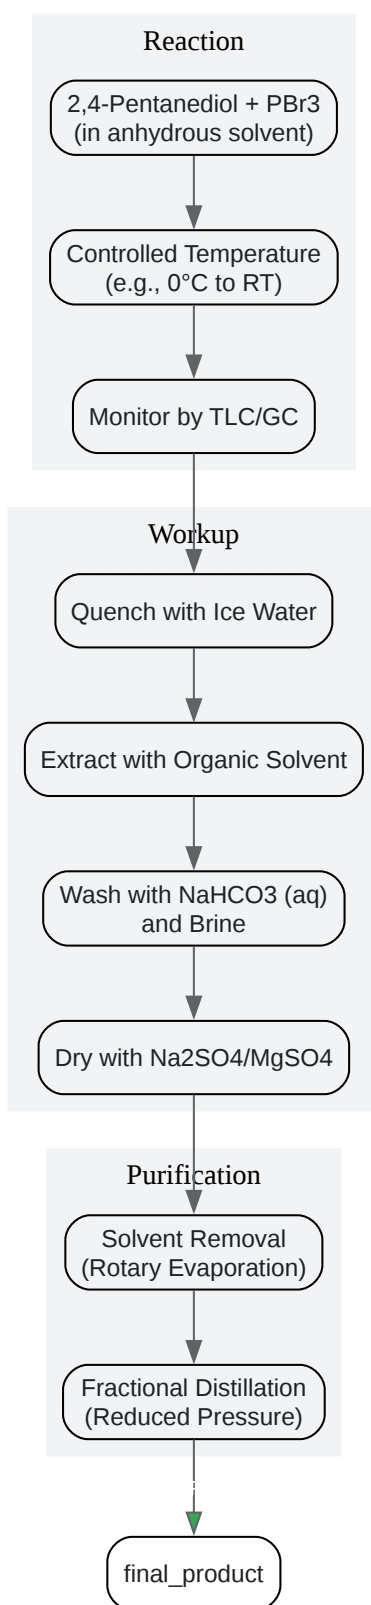 Reaction
2,4-Pentanediol + PBr3
(in anhydrous solvent)
Controlled Temperature
(e.g., 0°C to RT)
Monitor by TLC/GC
Workup
Quench with Ice Water
Extract with Organic Solvent
Wash with NaHCO3 (aq)
and Brine
Dry with Na2SO4/MgSO4
Purification
Solvent Removal
(Rotary Evaporation)
Fractional Distillation
(Reduced Pressure)
final_product